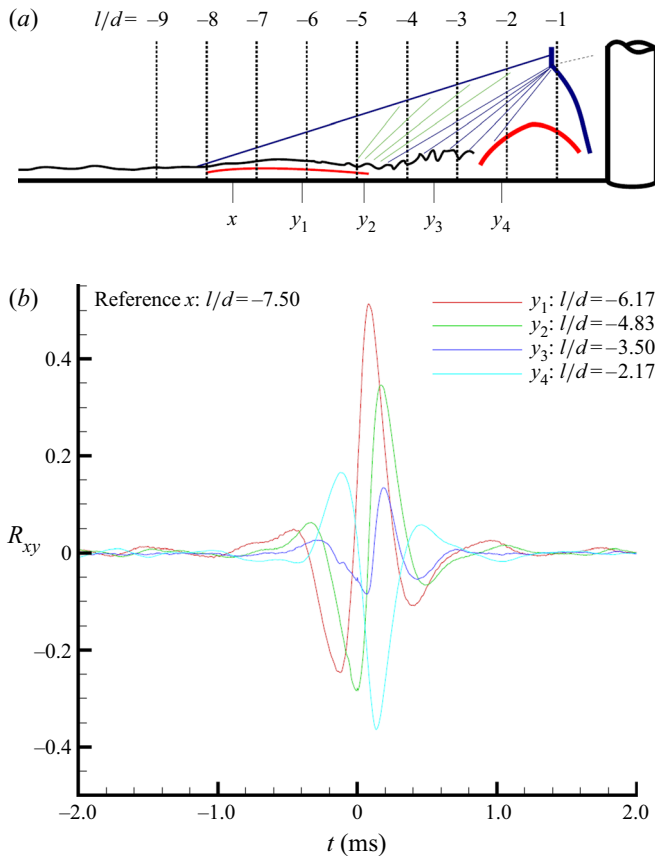 (a) l/d= –9 –8 –7 –6 –5 –4 –3 –2 –1
x y1 y2 y3 y4
(b)
Reference x: l/d=–7.50
y1: l/d=–6.17
y2: l/d=–4.83
y3: l/d=–3.50
y4: l/d=–2.17
0.4
0.2
Rxy
0
–0.2
–0.4
–2.0 –1.0 0 1.0 2.0
t (ms)